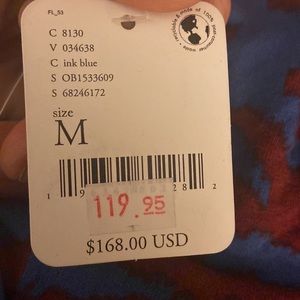 FL_53
C 8130
V 034638
C ink blue
S OB1533609
S 68246172
size
M
119.95
$168.00 USD